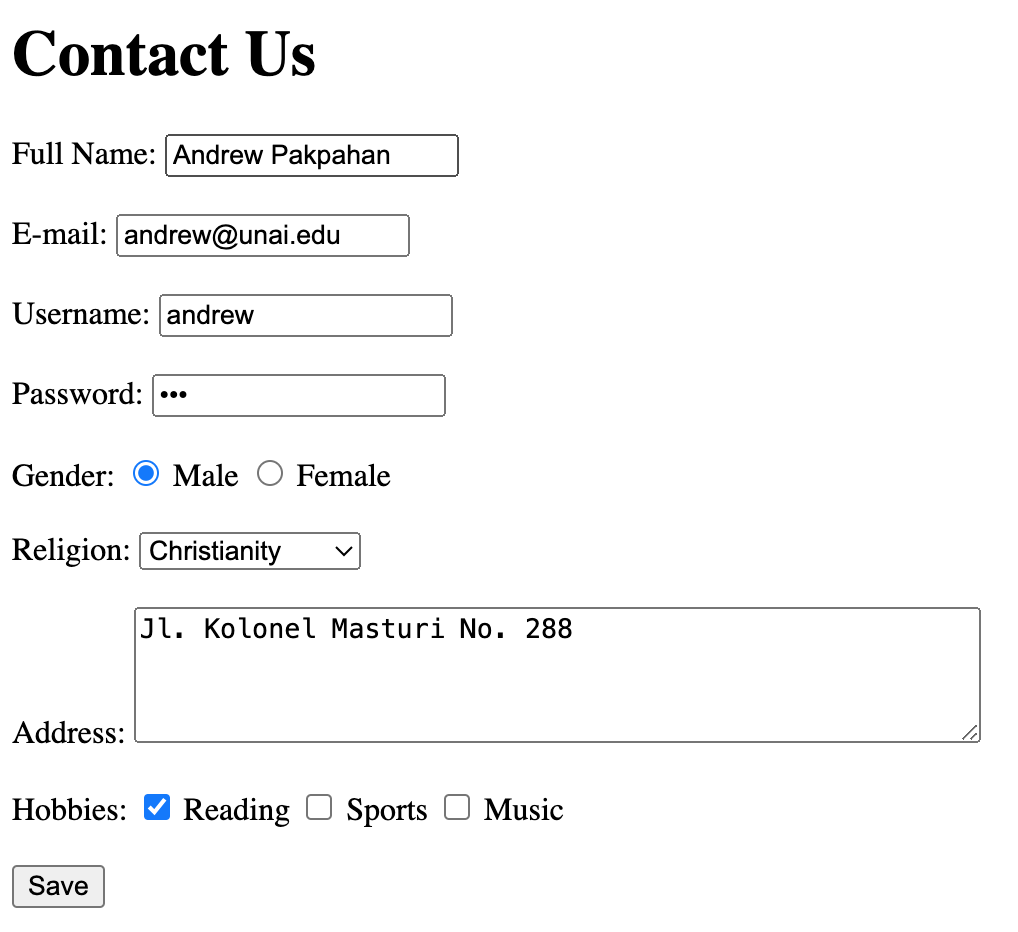 Contact Us
Full Name: Andrew Pakpahan
E-mail: andrew@unai.edu
Username: andrew
Password: •••
Gender: Male Female
Religion: Christianity
Jl. Kolonel Masturi No. 288
Address:
Hobbies: Reading Sports Music
Save